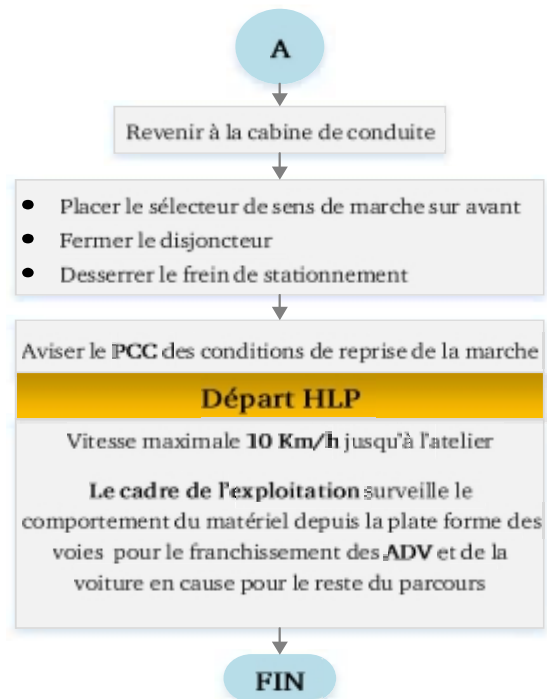 A
Revenir à la cabine de conduite
• Placer le sélecteur de sens de marche sur avant
• Fermer le disjoncteur
• Desserrer le frein de stationnement
Aviser le PCC des conditions de reprise de la marche
Départ HLP
Vitesse maximale 10 Km/h jusqu'à l'atelier
Le cadre de l'exploitation surveille le
comportement du matériel depuis la plate forme des
voies pour le franchissement des ADV et de la
voiture en cause pour le reste du parcours
FIN